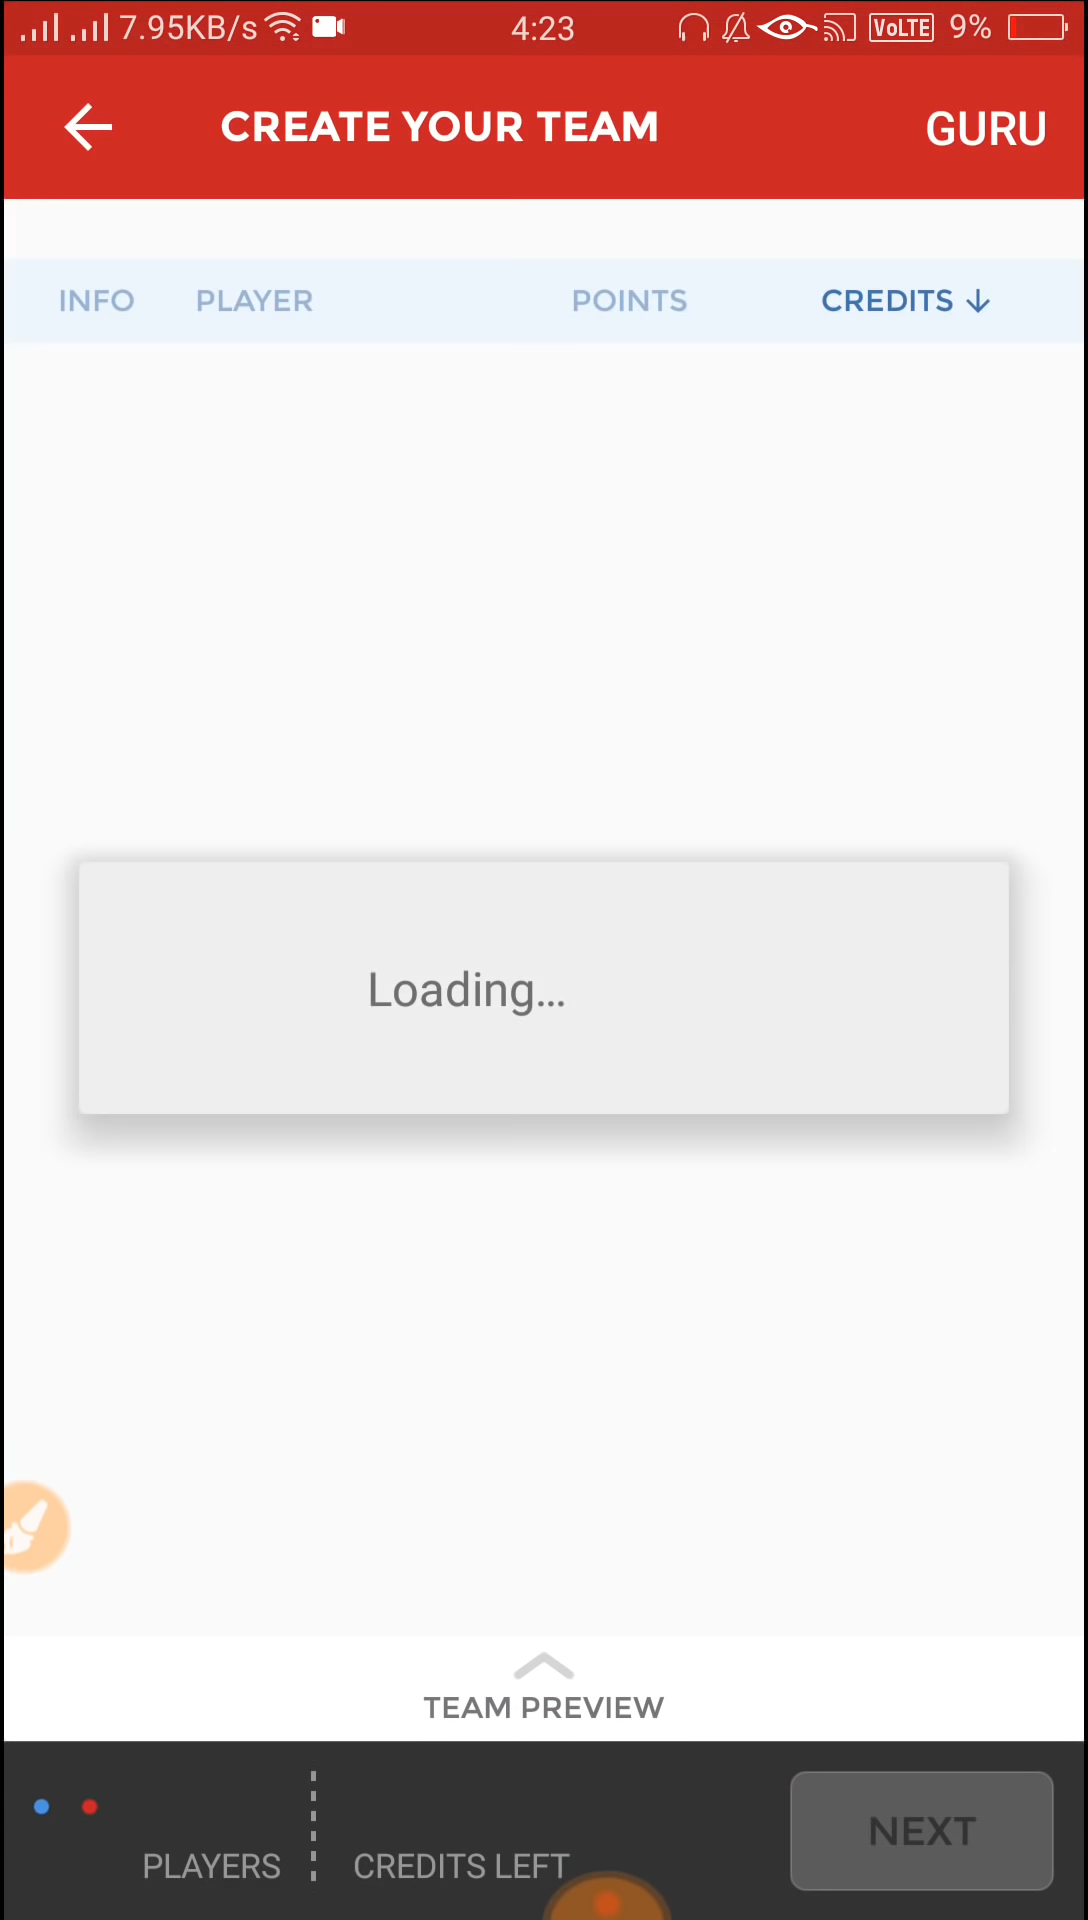 7.95KB/s 4:23 VoLTE 9%
CREATE YOUR TEAM GURU
INFO PLAYER POINTS CREDITS ↓
Loading...
TEAM PREVIEW
PLAYERS CREDITS LEFT NEXT